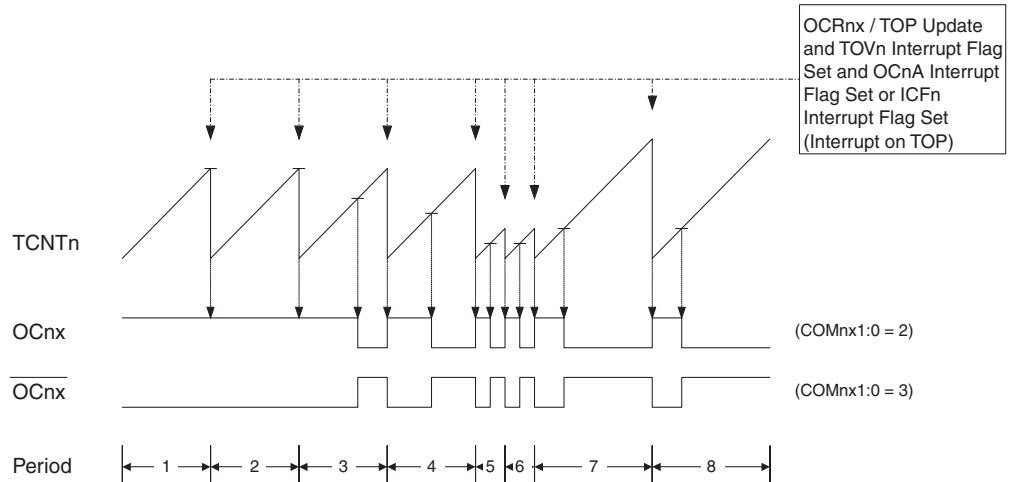 OCRnx / TOP Update
and TOVn Interrupt Flag
Set and OCnA Interrupt
Flag Set or ICFn
Interrupt Flag Set
(Interrupt on TOP)
TCNTn
OCnx
(COMnx1:0 = 2)
OCnx
(COMnx1:0 = 3)
Period
1 2 3 4 5 6 7 8